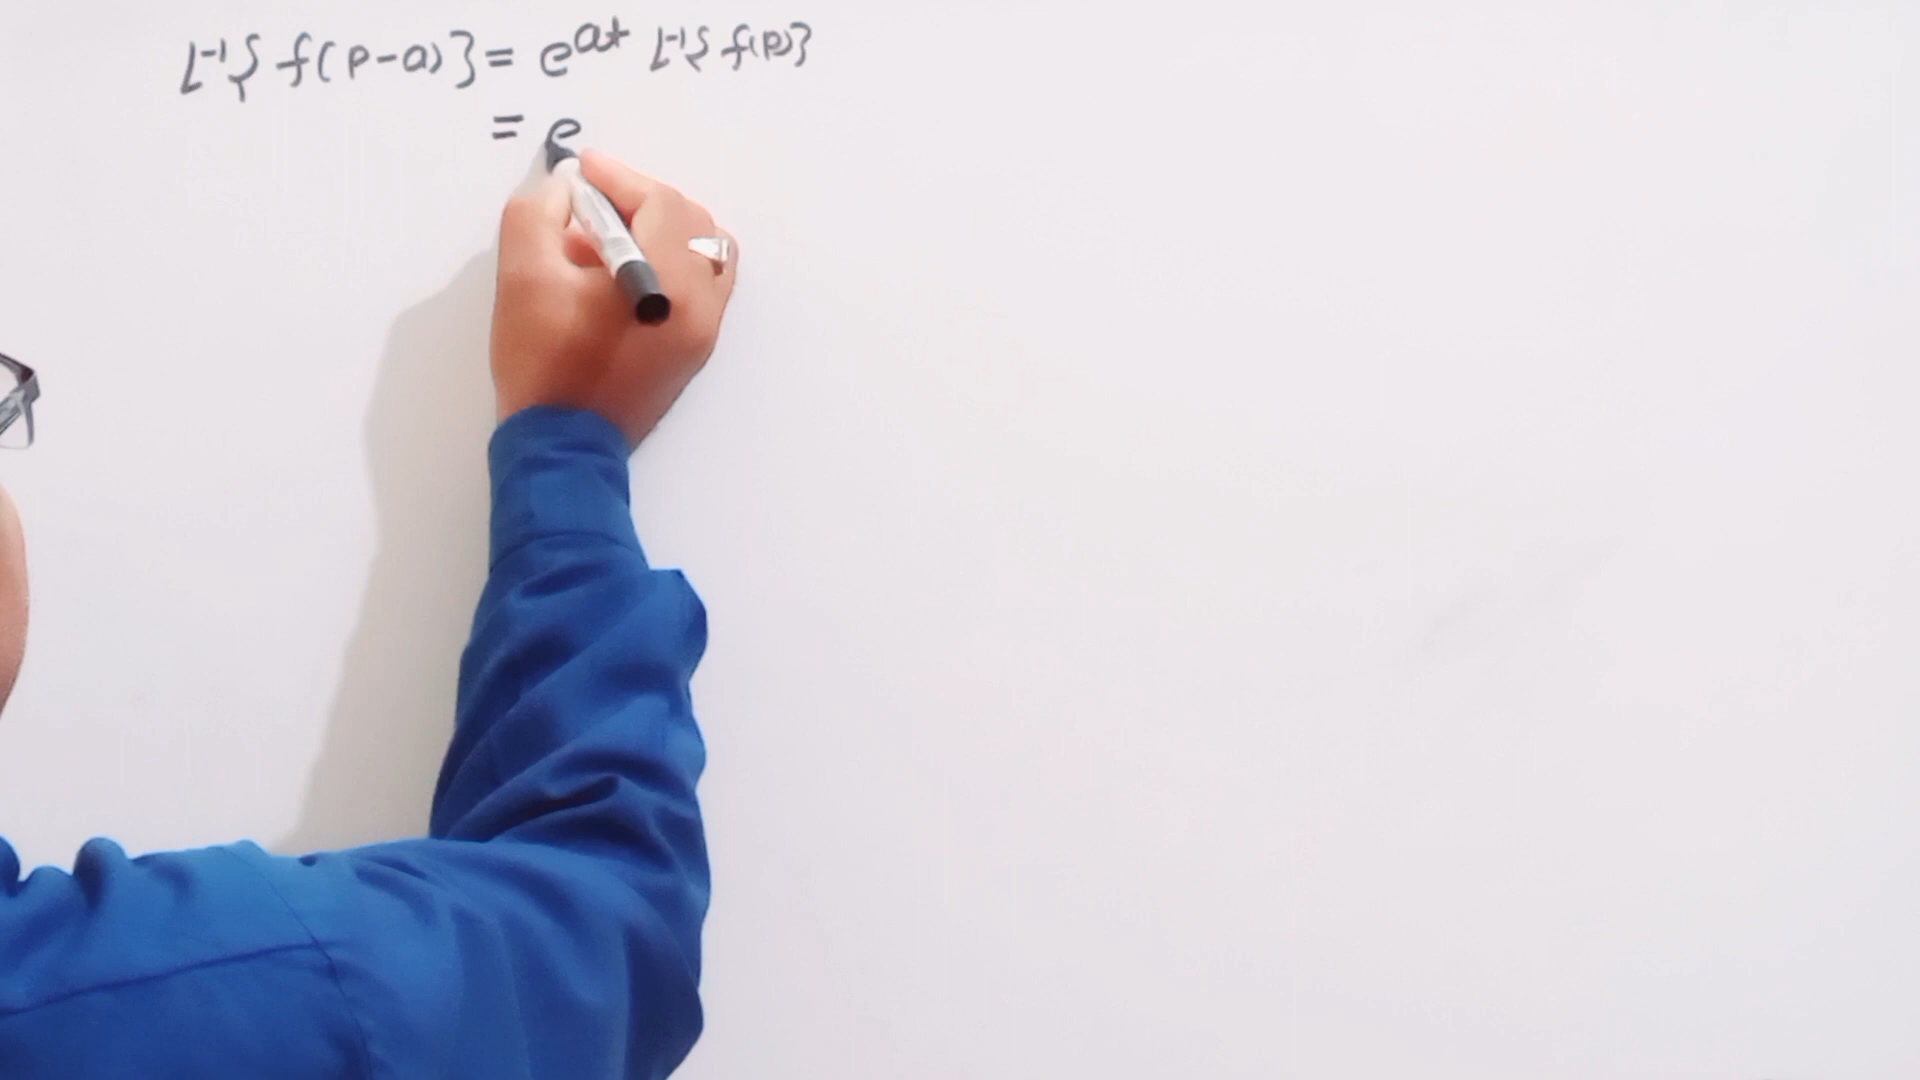 L⁻¹{ f(p-a)} = e^{at} L⁻¹{ f(p)}
= e